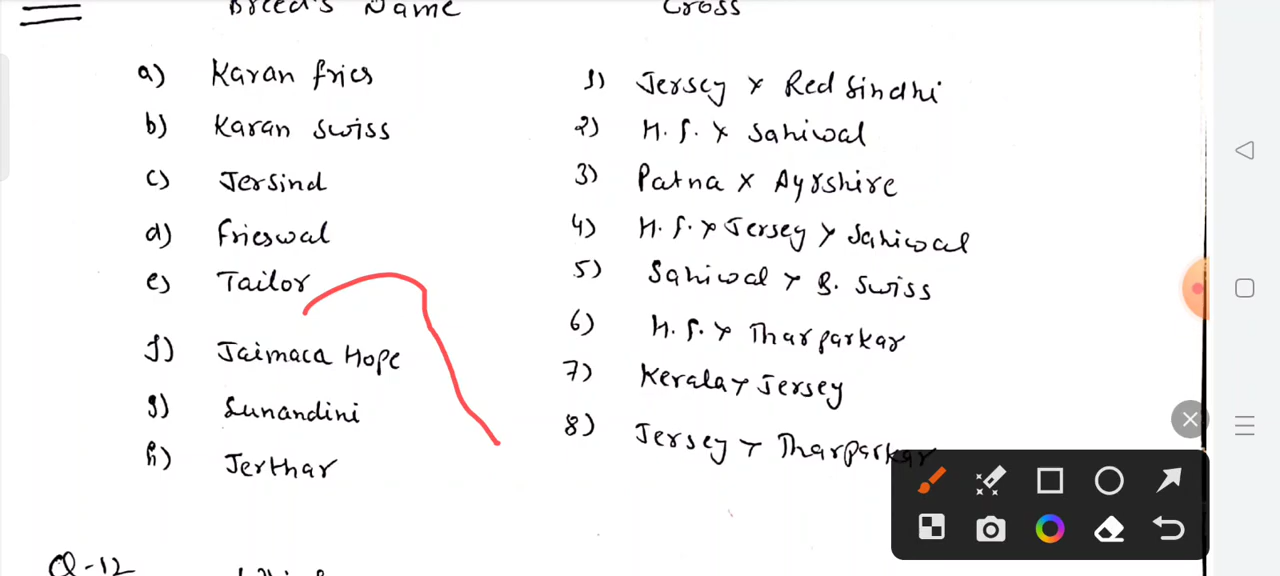 Breed's Name Cross
a) Karan fries 1) Jersey x Red Sindhi
b) Karan swiss 2) H.F. x Sahiwal
c) Jersind 3) Patna x Ayrshire
d) frieswal 4) H.F. x Jersey x Sahiwal
e) Tailor 5) Sahiwal x B. Swiss
f) Jaimaca Hope 6) H.F. x Tharparkar
g) Sunandini 7) Kerala x Jersey
h) Jerthar 8) Jersey x Tharparkar
Q-12